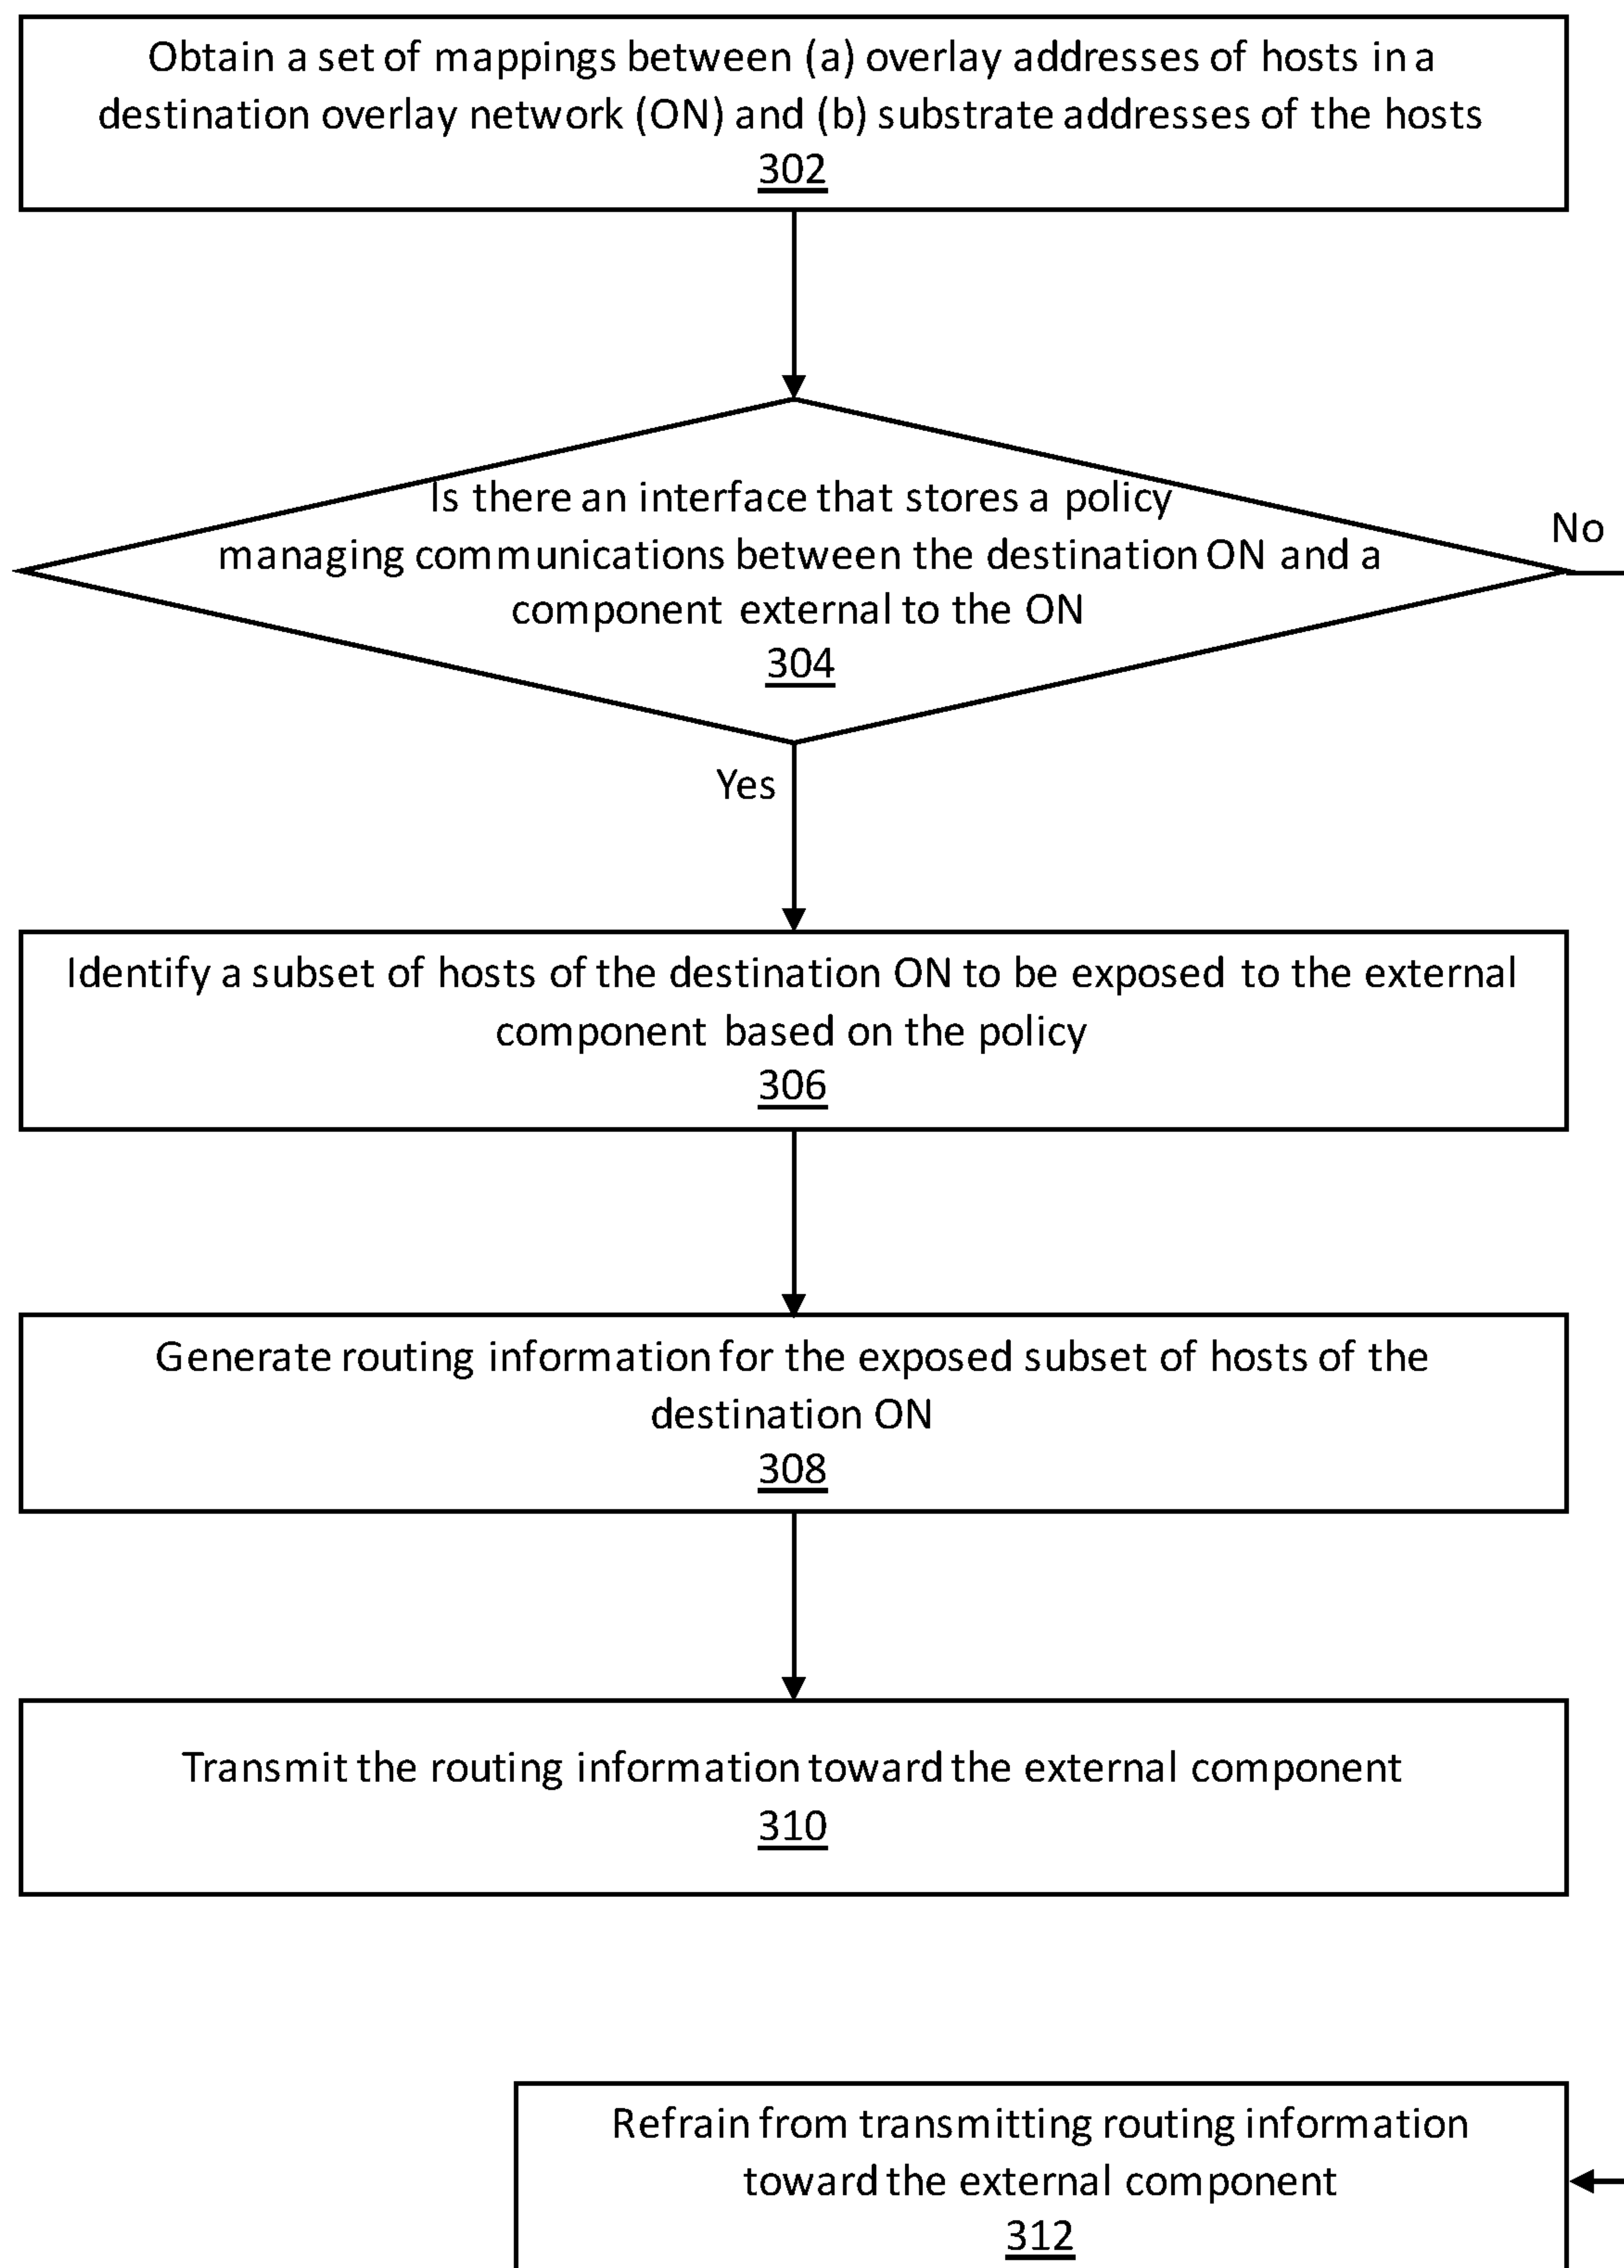 Obtain a set of mappings between (a) overlay addresses of hosts in a
destination overlay network (ON) and (b) substrate addresses of the hosts
302
Is there an interface that stores a policy
managing communications between the destination ON and a
component external to the ON
304
No
Yes
Identify a subset of hosts of the destination ON to be exposed to the external
component based on the policy
306
Generate routing information for the exposed subset of hosts of the
destination ON
308
Transmit the routing information toward the external component
310
Refrain from transmitting routing information
toward the external component
312